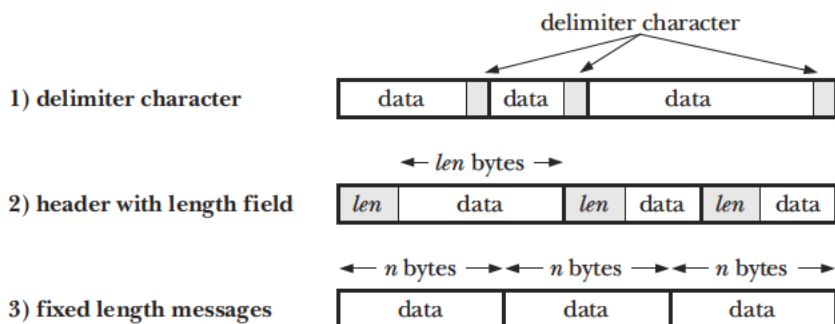 delimiter character
1) delimiter character data data data
len bytes
2) header with length field len data len data len data
n bytes n bytes n bytes
3) fixed length messages data data data